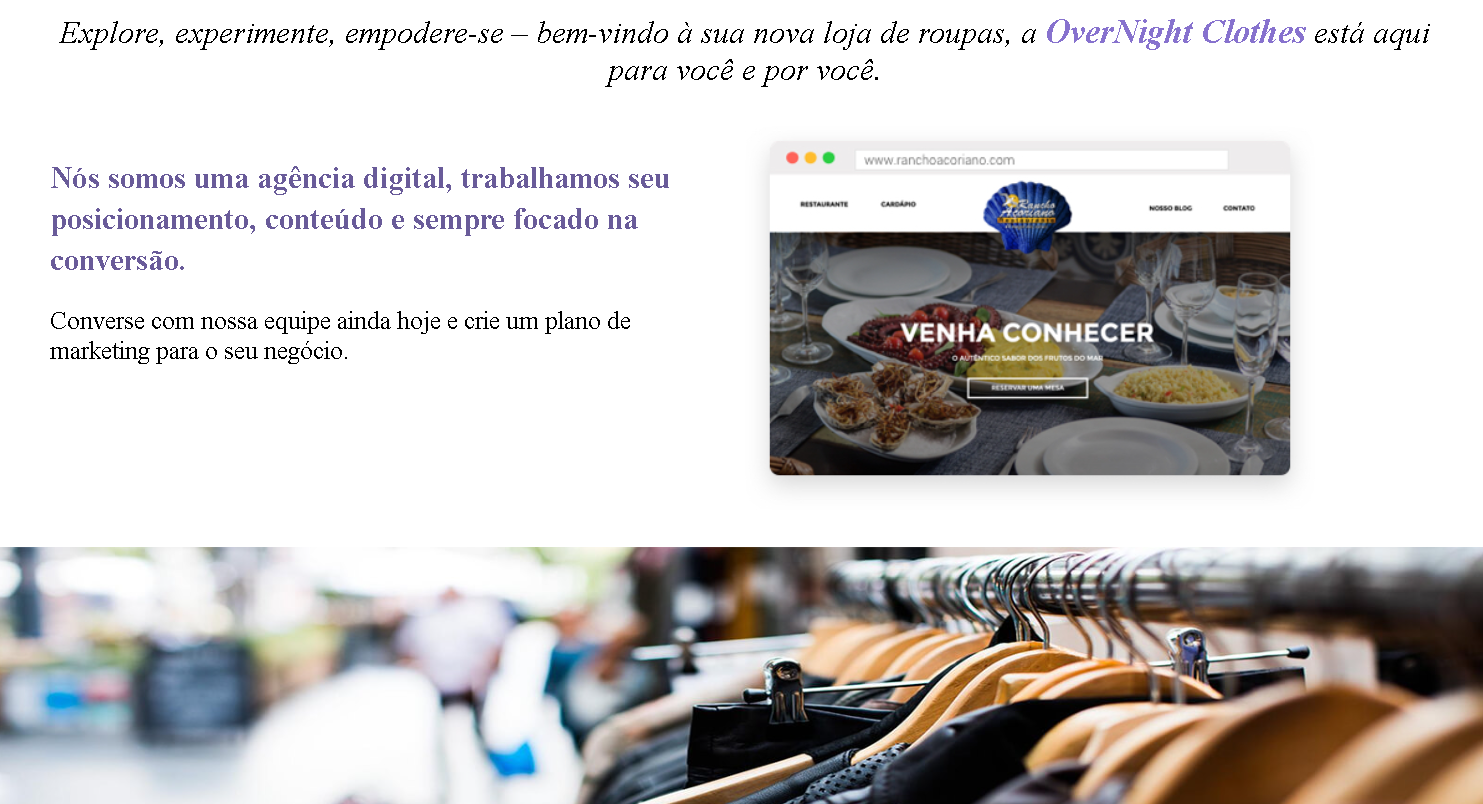 Explore, experimente, empodere-se – bem-vindo à sua nova loja de roupas, a OverNight Clothes está aqui
para você e por você.
Nós somos uma agência digital, trabalhamos seu
posicionamento, conteúdo e sempre focado na
conversão.
Converse com nossa equipe ainda hoje e crie um plano de
marketing para o seu negócio.
www.ranchoacoriano.com
RESTAURANTE CARDÁPIO NOSSO BLOG CONTATO
Rancho
Açoriano
VENHA CONHECER
O AUTÊNTICO SABOR DOS FRUTOS DO MAR
RESERVAR UMA MESA